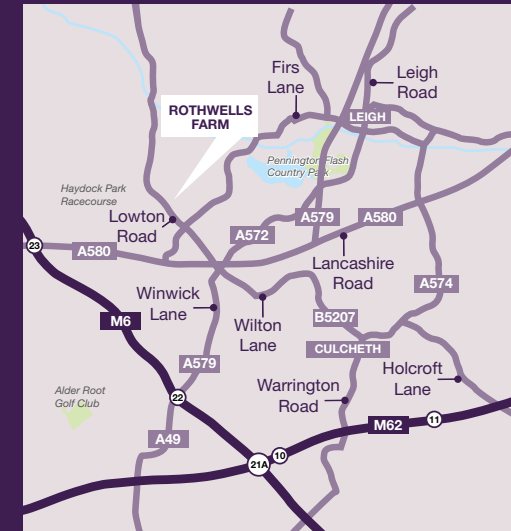 Firs
Lane
Leigh
Road
ROTHWELLS
FARM
LEIGH
Pennington Flash
Country Park
Haydock Park
Racecourse
Lowton
Road
A579
A580
A572
23
A580
Lancashire
Road
A574
Winwick
Lane
M6
Wilton
Lane
B5207
CULCHETH
A579
Holcroft
Lane
Warrington
Road
Alder Root
Golf Club
22
11
M62
A49
10
21A